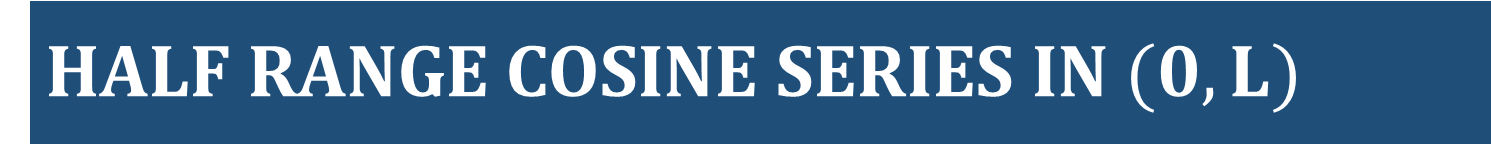 HALF RANGE COSINE SERIES IN (0, L)